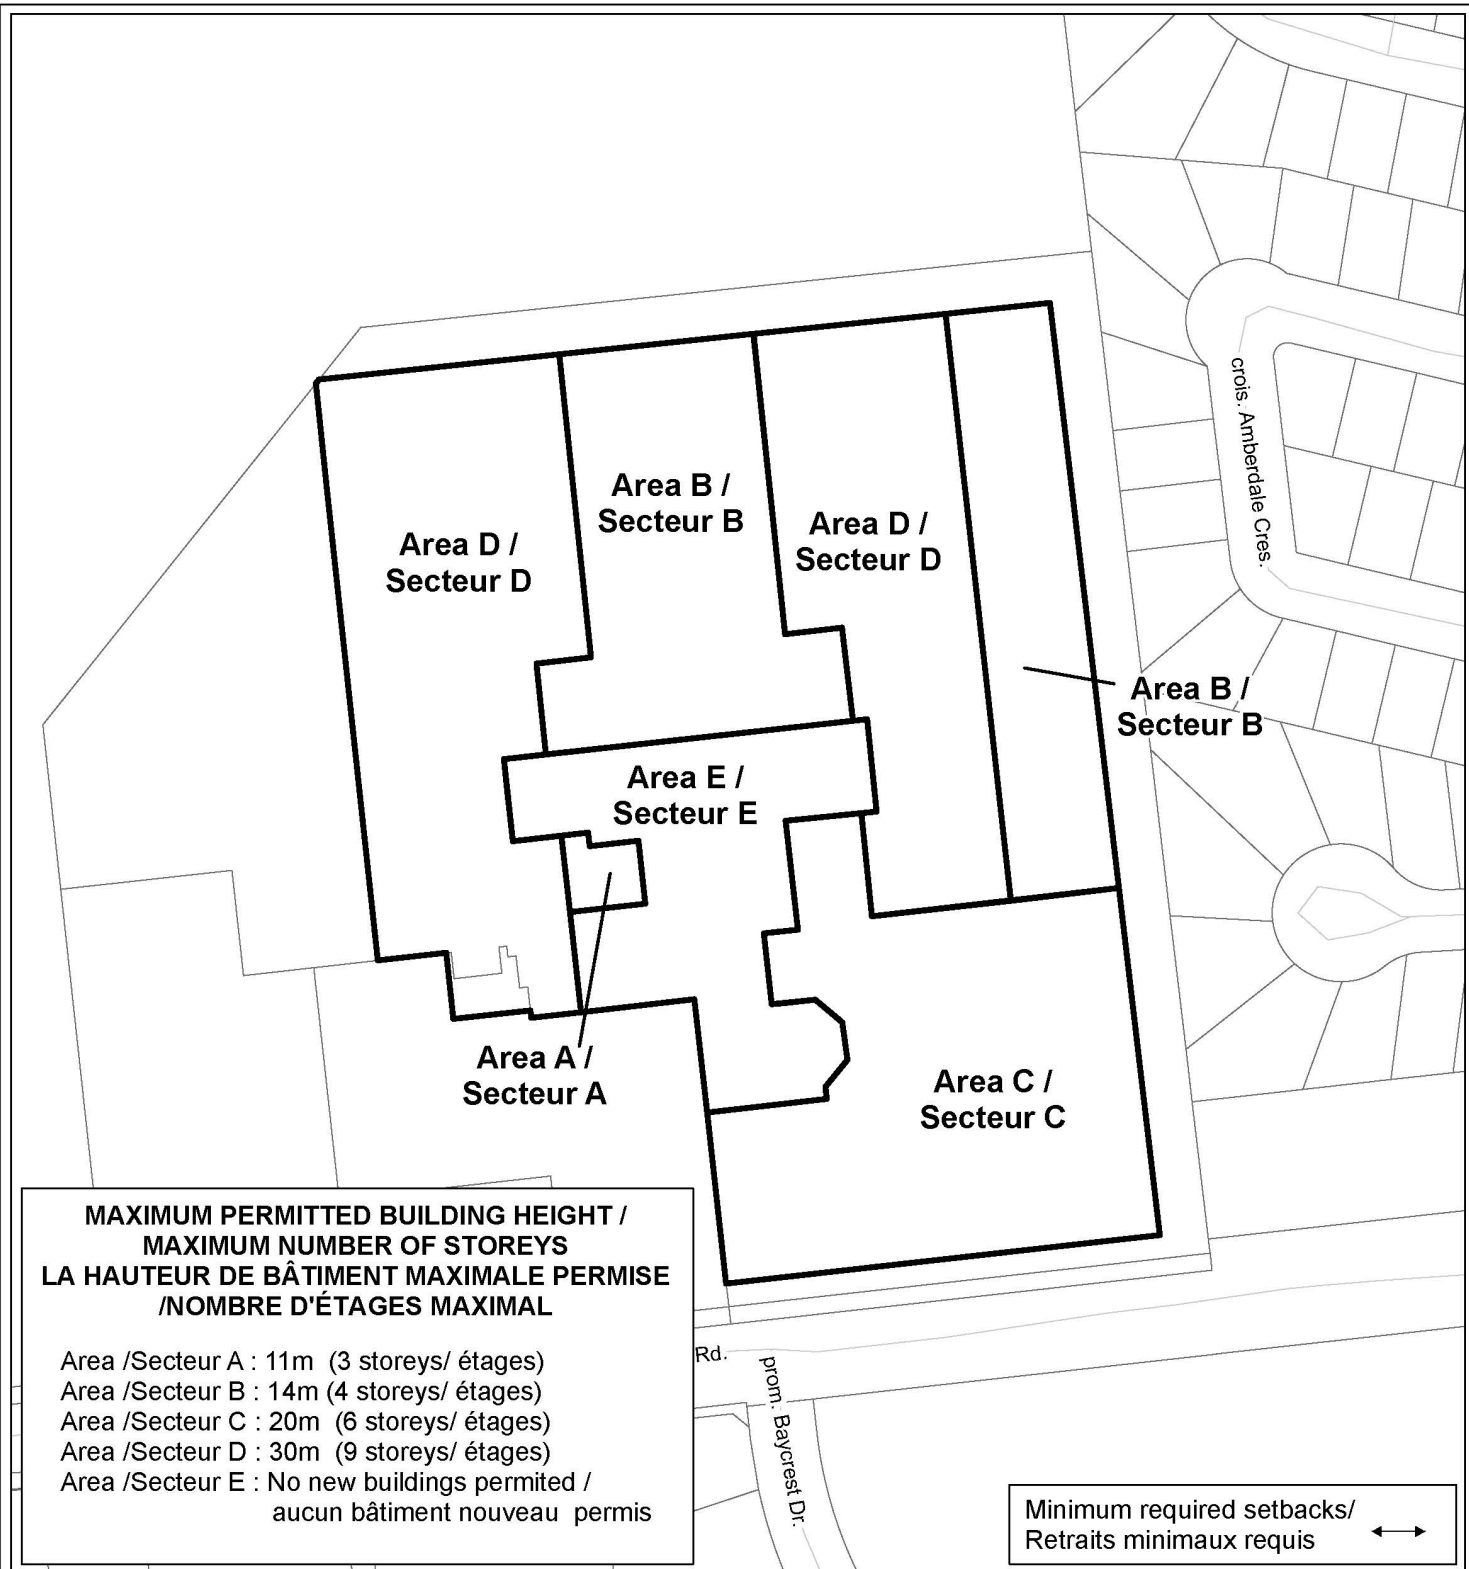 crois. Amberdale Cres.
Area B /
Secteur B
Area D /
Secteur D
Area D /
Secteur D
Area B /
Secteur B
Area E /
Secteur E
Area A /
Secteur A
Area C /
Secteur C
MAXIMUM PERMITTED BUILDING HEIGHT /
MAXIMUM NUMBER OF STOREYS
LA HAUTEUR DE BÂTIMENT MAXIMALE PERMISE
/NOMBRE D'ÉTAGES MAXIMAL
Area /Secteur A : 11m (3 storeys/ étages)
Area /Secteur B : 14m (4 storeys/ étages)
Area /Secteur C : 20m (6 storeys/ étages)
Area /Secteur D : 30m (9 storeys/ étages)
Area /Secteur E : No new buildings permited /
aucun bâtiment nouveau permis
Rd.
prom. Baycrest Dr.
Minimum required setbacks/
Retraits minimaux requis